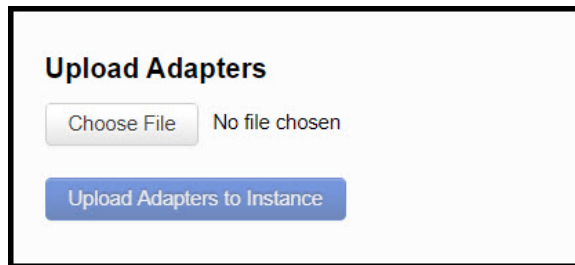 Upload Adapters
Choose File No file chosen
Upload Adapters to Instance